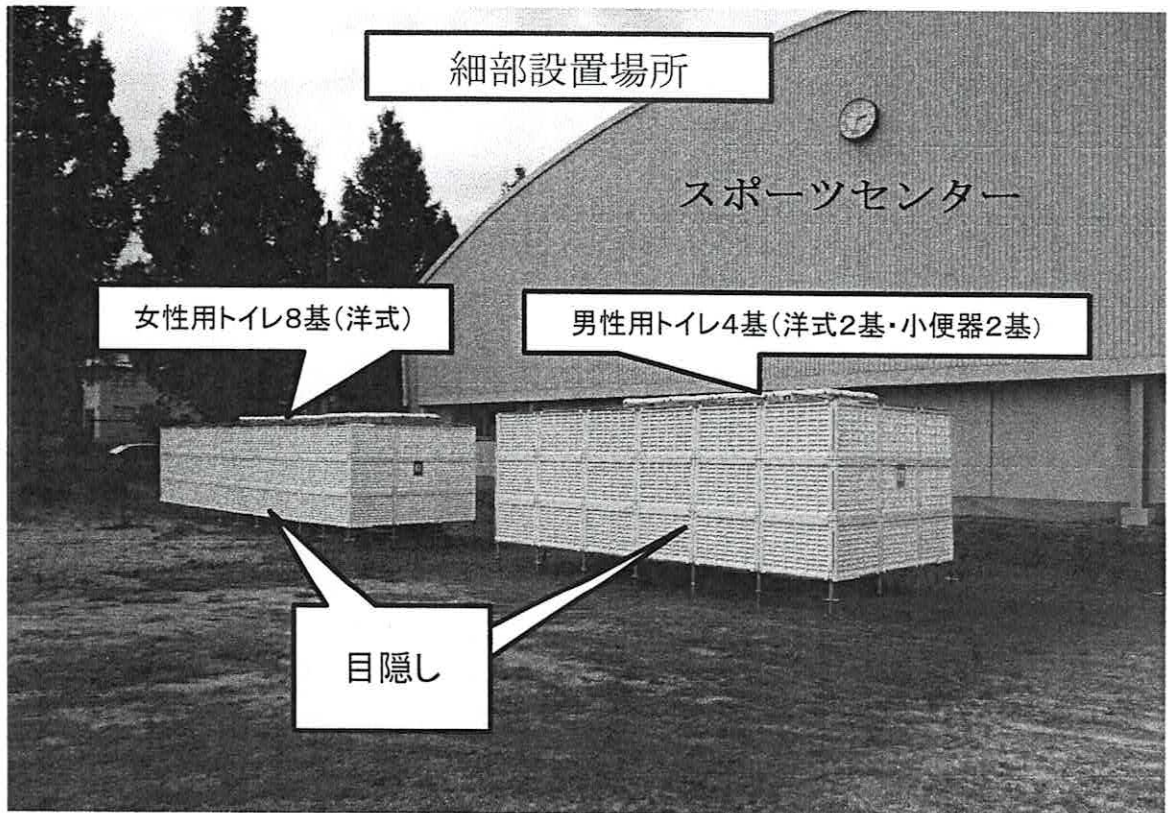 細部設置場所
スポーツセンター
女性用トイレ8基(洋式)
男性用トイレ4基(洋式2基・小便器2基)
目隠し